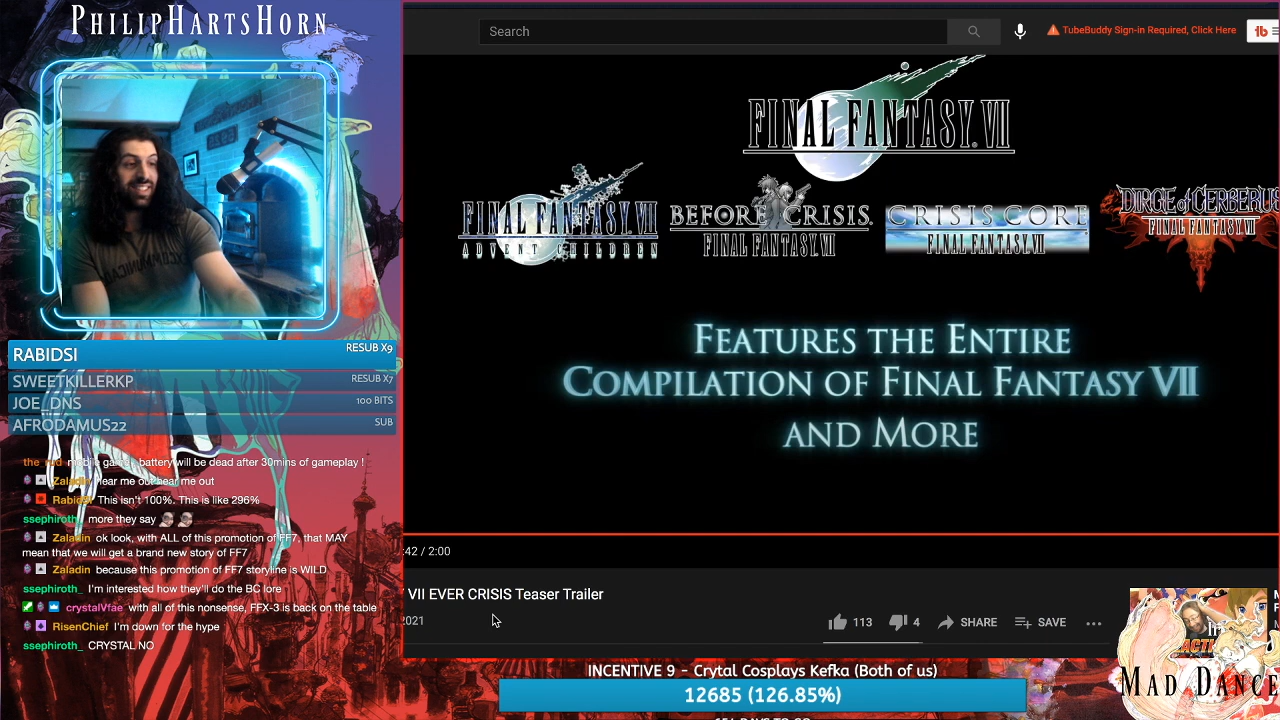 PHILIPHARTSHORN
Search
TubeBuddy Sign-in Required, Click Here
tb
FINAL FANTASY. VII
FINAL FANTASY VII
ADVENT CHILDREN
BEFORE CRISIS.
FINAL FANTASY VII
CRISIS CORE
FINAL FANTASY VII
DIRGE of CERBERUS
FINAL FANTASY VII
FEATURES THE ENTIRE
COMPILATION OF FINAL FANTASY VII
AND MORE
RABIDSI RESUB X9
SWEETKILLERKP RESUB X7
JOE_DNS 100 BITS
AFRODAMUS22 SUB
the_rud mobile game battery will be dead after 30mins of gameplay !
Zaladin hear me out hear me out
RabidSi This isn't 100%. This is like 296%
ssephiroth_ more they say
Zaladin ok look, with ALL of this promotion of FF7, that MAY
mean that we will get a brand new story of FF7
Zaladin because this promotion of FF7 storyline is WILD
ssephiroth_ I'm interested how they'll do the BC lore
crystalVfae with all of this nonsense, FFX-3 is back on the table
RisenChief I'm down for the hype
ssephiroth_ CRYSTAL NO
:42 / 2:00
VII EVER CRISIS Teaser Trailer
2021
113
4
SHARE
SAVE
INCENTIVE 9 - Crytal Cosplays Kefka (Both of us)
12685 (126.85%)
MAD DANCE